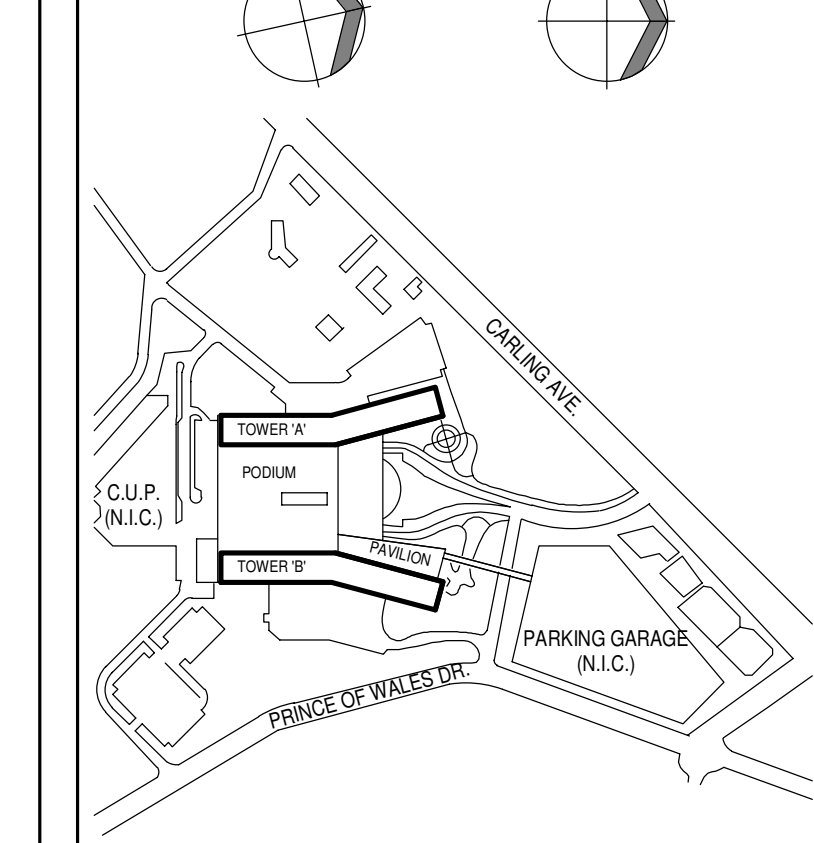 CARLING AVE.
TOWER 'A'
PODIUM
C.U.P.
(N.I.C.)
PAVILION
TOWER 'B'
PARKING GARAGE
(N.I.C.)
PRINCE OF WALES DR.